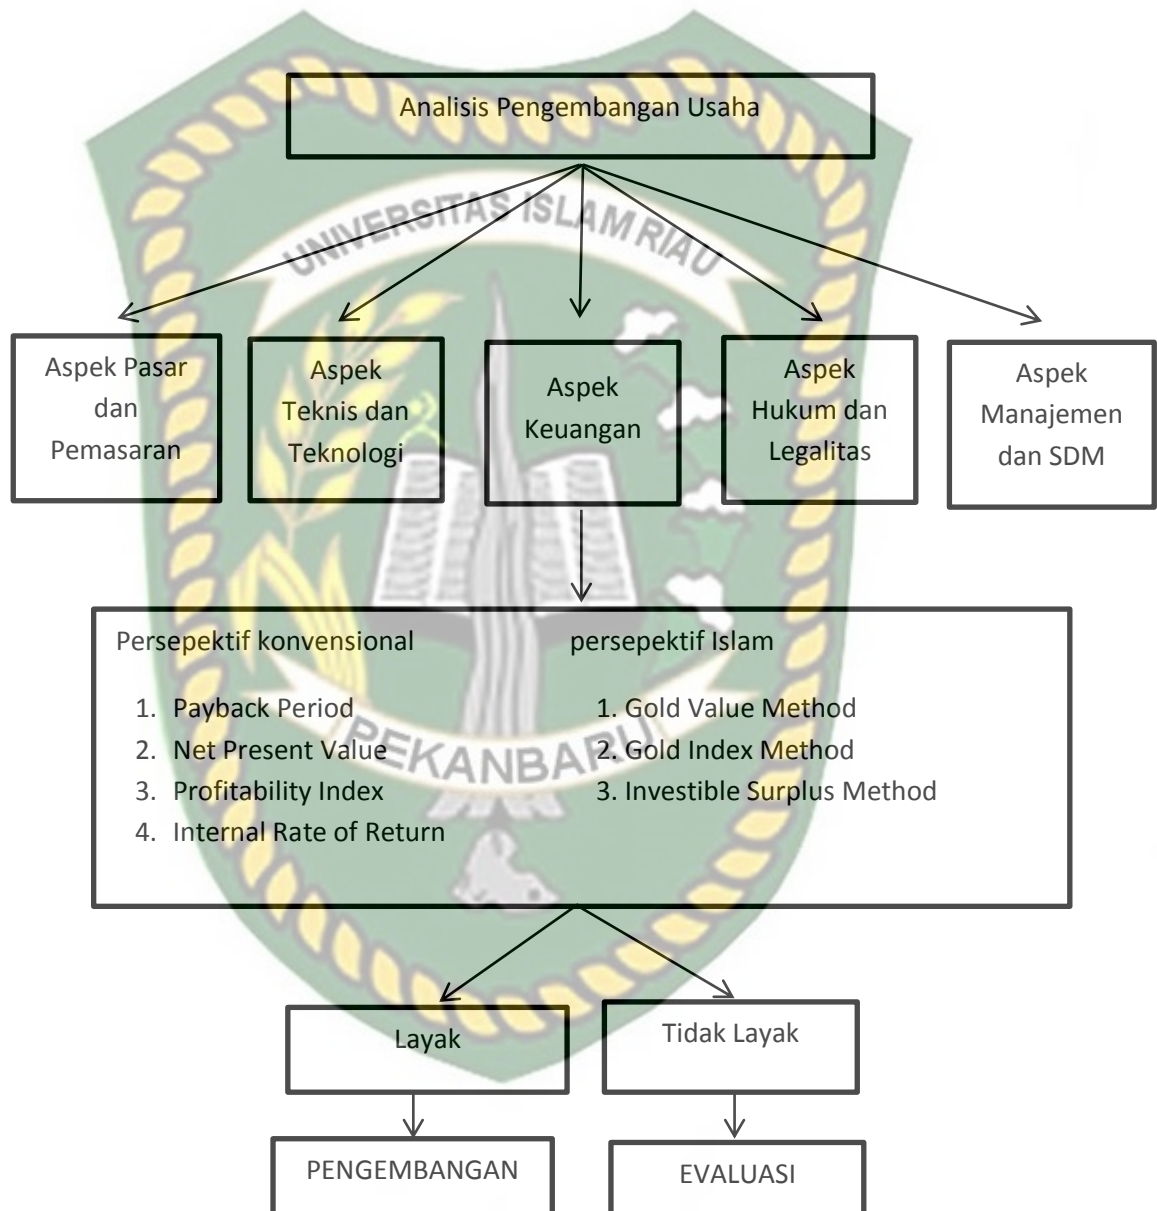 Analisis Pengembangan Usaha
UNIVERSITAS ISLAM RIAU
Aspek Pasar
dan
Pemasaran
Aspek
Teknis dan
Teknologi
Aspek
Keuangan
Aspek
Hukum dan
Legalitas
Aspek
Manajemen
dan SDM
Persepektif konvensional
1. Payback Period
2. Net Present Value
3. Profitability Index
4. Internal Rate of Return
persepektif Islam
1. Gold Value Method
2. Gold Index Method
3. Investible Surplus Method
PEKANBARU
Layak
Tidak Layak
PENGEMBANGAN
EVALUASI